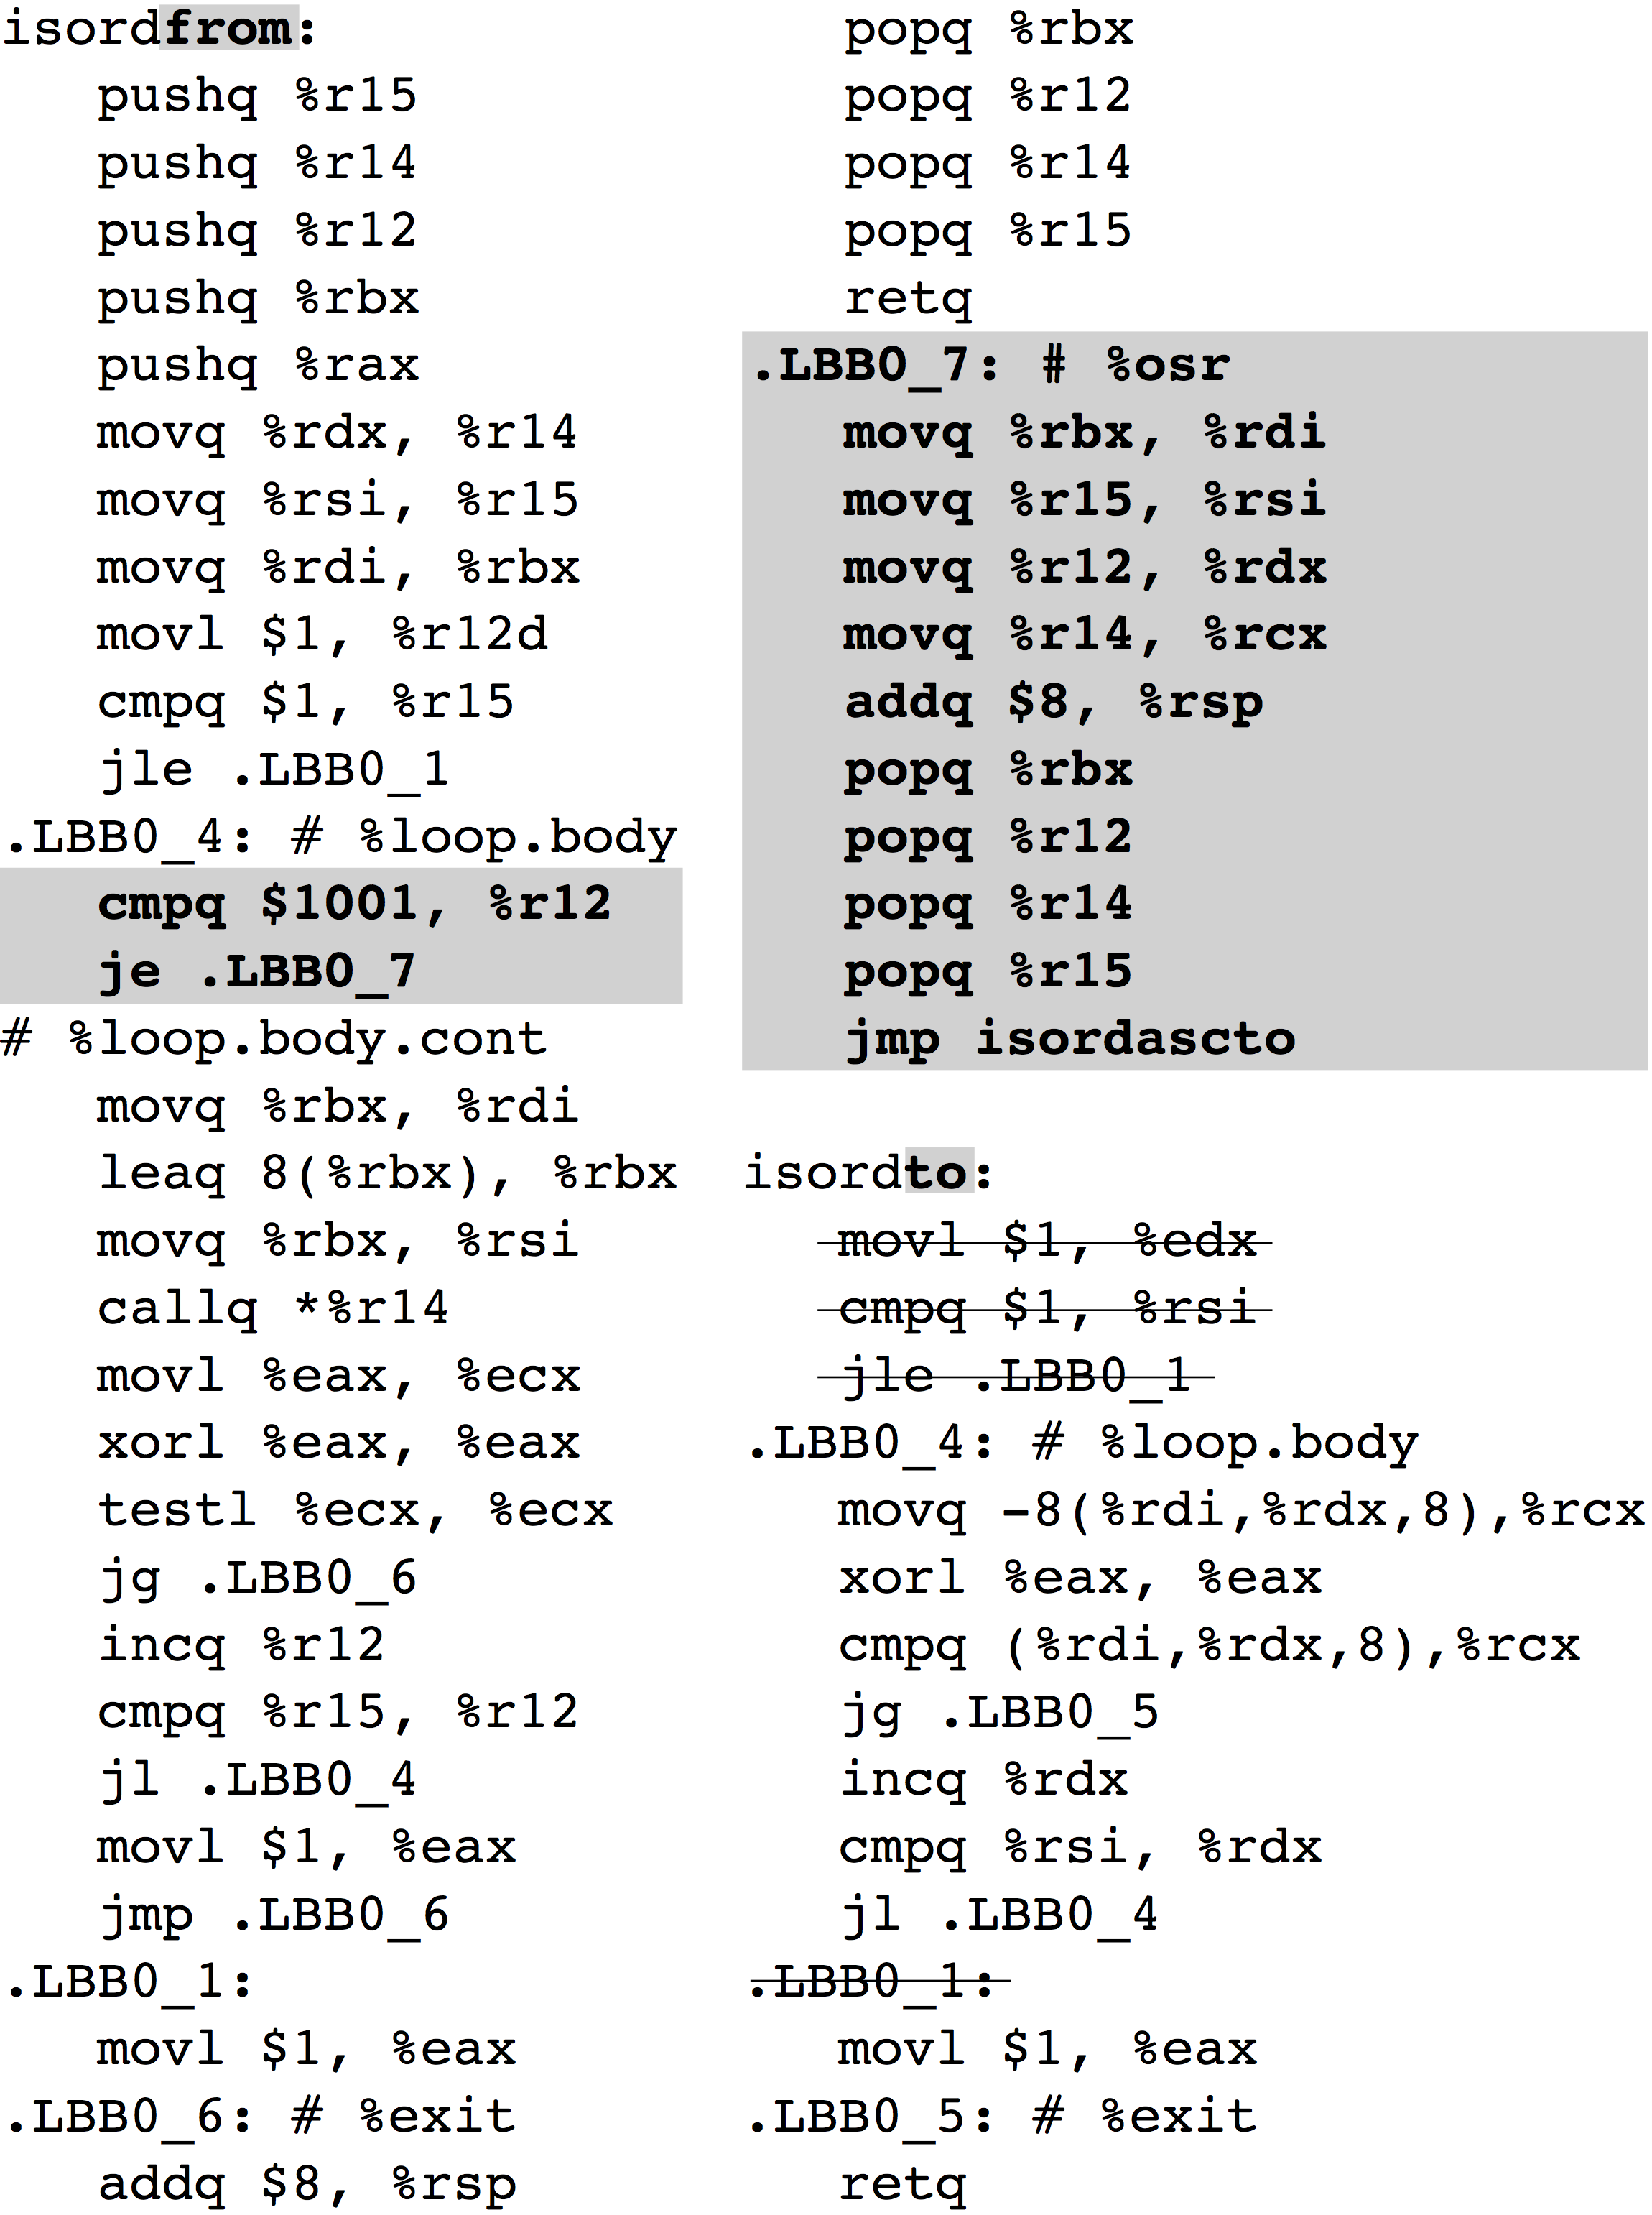 isordfrom:
pushq %r15
pushq %r14
pushq %r12
pushq %rbx
pushq %rax
movq %rdx, %r14
movq %rsi, %r15
movq %rdi, %rbx
movl $1, %r12d
cmpq $1, %r15
jle .LBB0_1
.LBB0_4: # %loop.body
cmpq $1001, %r12
je .LBB0_7
# %loop.body.cont
movq %rbx, %rdi
leaq 8(%rbx), %rbx
movq %rbx, %rsi
callq *%r14
movl %eax, %ecx
xorl %eax, %eax
testl %ecx, %ecx
jg .LBB0_6
incq %r12
cmpq %r15, %r12
jl .LBB0_4
movl $1, %eax
jmp .LBB0_6
.LBB0_1:
movl $1, %eax
.LBB0_6: # %exit
addq $8, %rsp
popq %rbx
popq %r12
popq %r14
popq %r15
retq
.LBB0_7: # %osr
movq %rbx, %rdi
movq %r15, %rsi
movq %r12, %rdx
movq %r14, %rcx
addq $8, %rsp
popq %rbx
popq %r12
popq %r14
popq %r15
jmp isordascto
isordto:
movl $1, %edx
cmpq $1, %rsi
jle .LBB0_1
.LBB0_4: # %loop.body
movq -8(%rdi,%rdx,8),%rcx
xorl %eax, %eax
cmpq (%rdi,%rdx,8),%rcx
jg .LBB0_5
incq %rdx
cmpq %rsi, %rdx
jl .LBB0_4
.LBB0_1:
movl $1, %eax
.LBB0_5: # %exit
retq